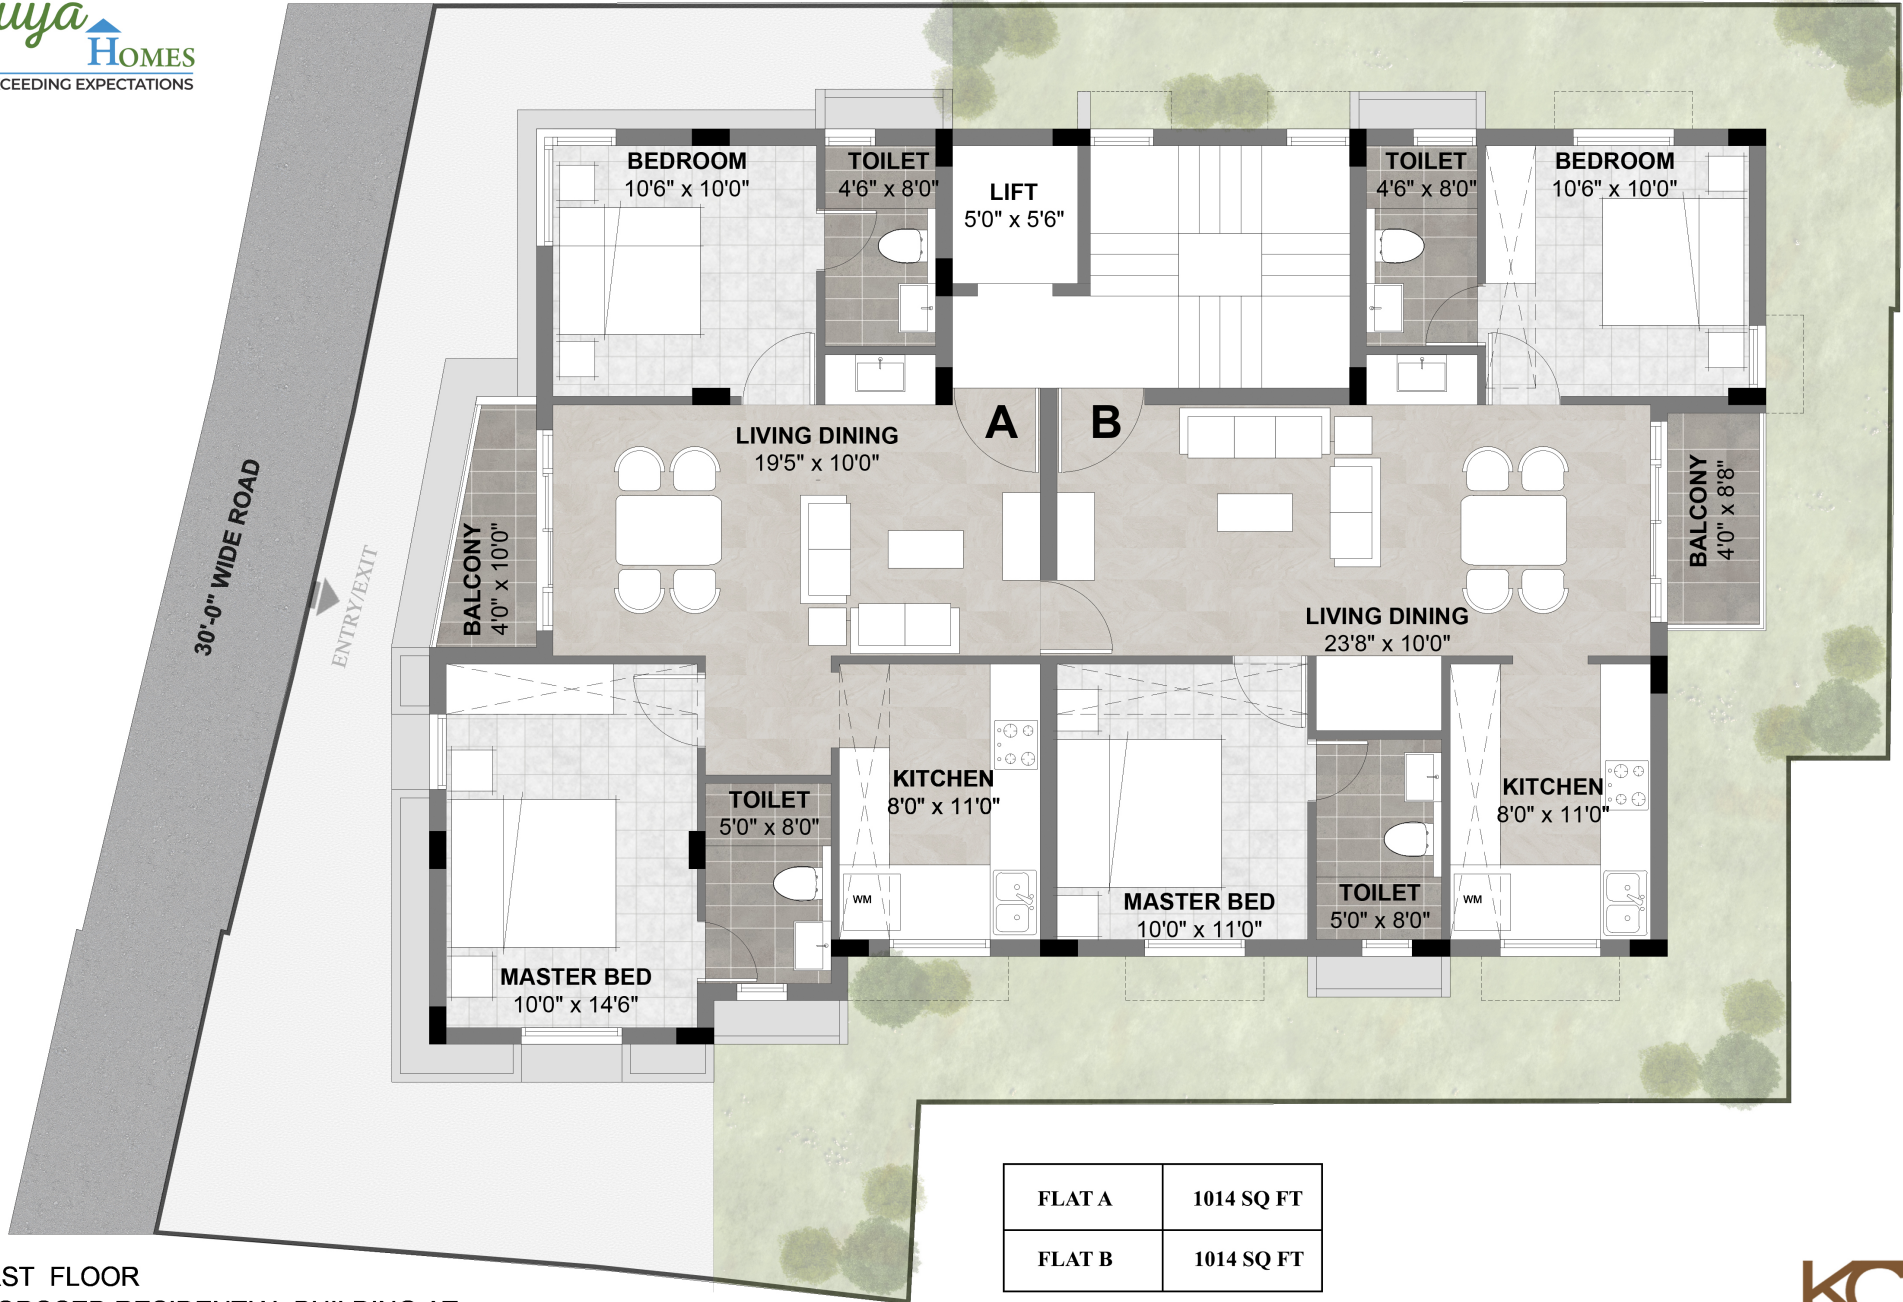 HOMES
CEEDING EXPECTATIONS
BEDROOM
10'6" x 10'0"
TOILET
4'6" x 8'0"
LIFT
5'0" x 5'6"
TOILET
4'6" x 8'0"
BEDROOM
10'6" x 10'0"
A
B
LIVING DINING
19'5" x 10'0"
BALCONY
4'0" x 10'0"
30'-0" WIDE ROAD
ENTRY/EXIT
BALCONY
4'0" x 8'8"
LIVING DINING
23'8" x 10'0"
KITCHEN
8'0" x 11'0"
TOILET
5'0" x 8'0"
WM
MASTER BED
10'0" x 14'6"
MASTER BED
10'0" x 11'0"
TOILET
5'0" x 8'0"
KITCHEN
8'0" x 11'0"
WM
FLAT A 1014 SQ FT
FLAT B 1014 SQ FT
FLOOR